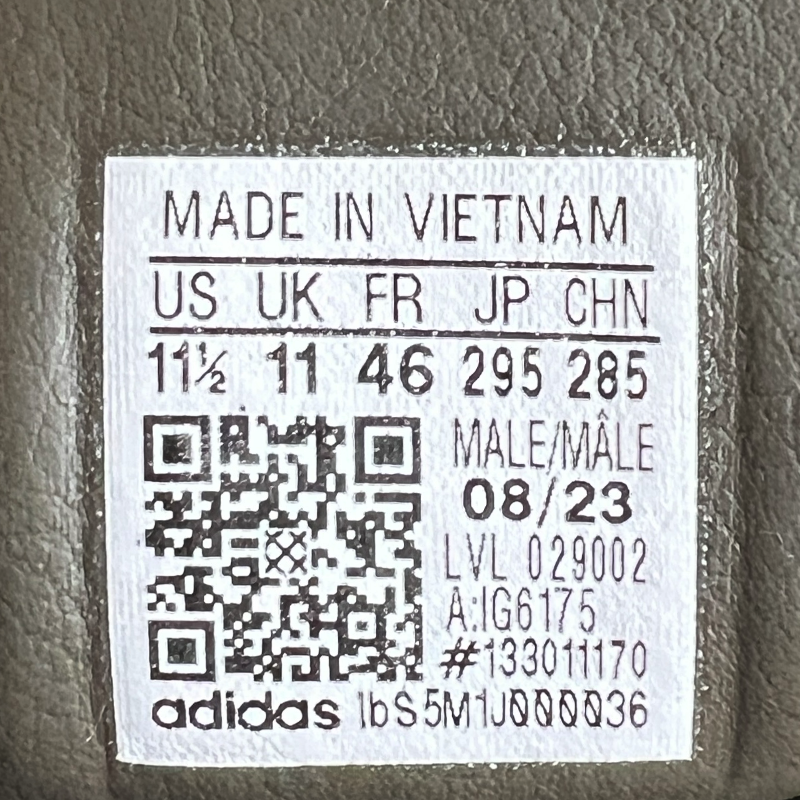 MADE IN VIETNAM
US UK FR JP CHN
11½ 11 46 295 285
MALE/MÂLE
08/23
LVL 029002
A:IG6175
#133011170
adidas lbS5M1J000036